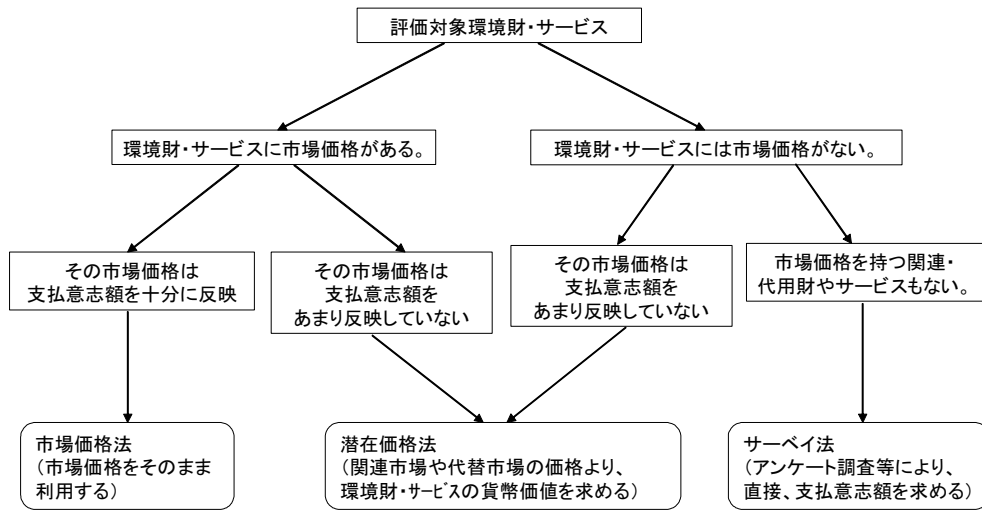 評価対象環境財・サービス
環境財・サービスに市場価格がある。
環境財・サービスには市場価格がない。
その市場価格は
支払意志額を十分に反映
その市場価格は
支払意志額を
あまり反映していない
その市場価格は
支払意志額を
あまり反映していない
市場価格を持つ関連・
代用財やサービスもない。
市場価格法
(市場価格をそのまま
利用する)
潜在価格法
(関連市場や代替市場の価格より、
環境財・サービスの貨幣価値を求める)
サーベイ法
(アンケート調査等により、
直接、支払意志額を求める)